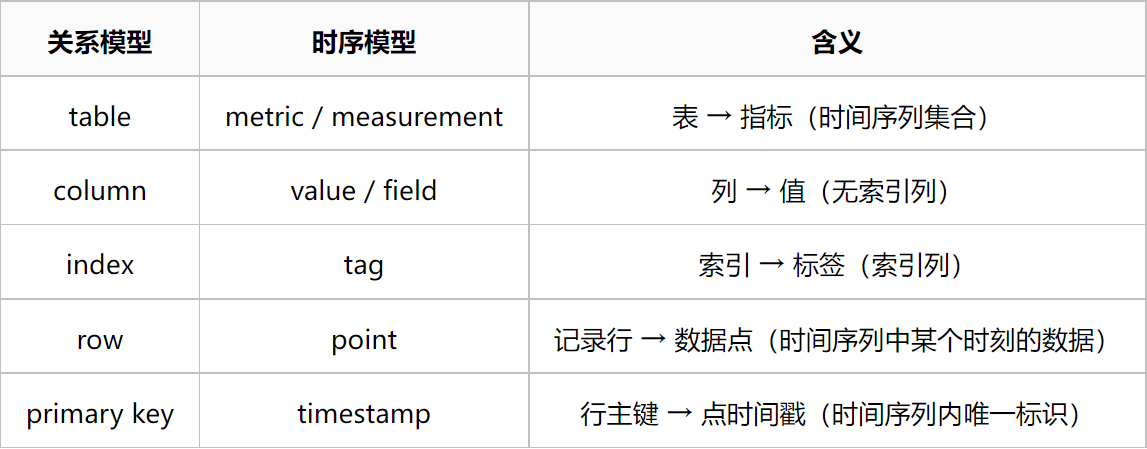 关系模型 时序模型 含义
table metric / measurement 表 → 指标（时间序列集合）
column value / field 列 → 值（无索引列）
index tag 索引 → 标签（索引列）
row point 记录行 → 数据点（时间序列中某个时刻的数据）
primary key timestamp 行主键 → 点时间戳（时间序列内唯一标识）